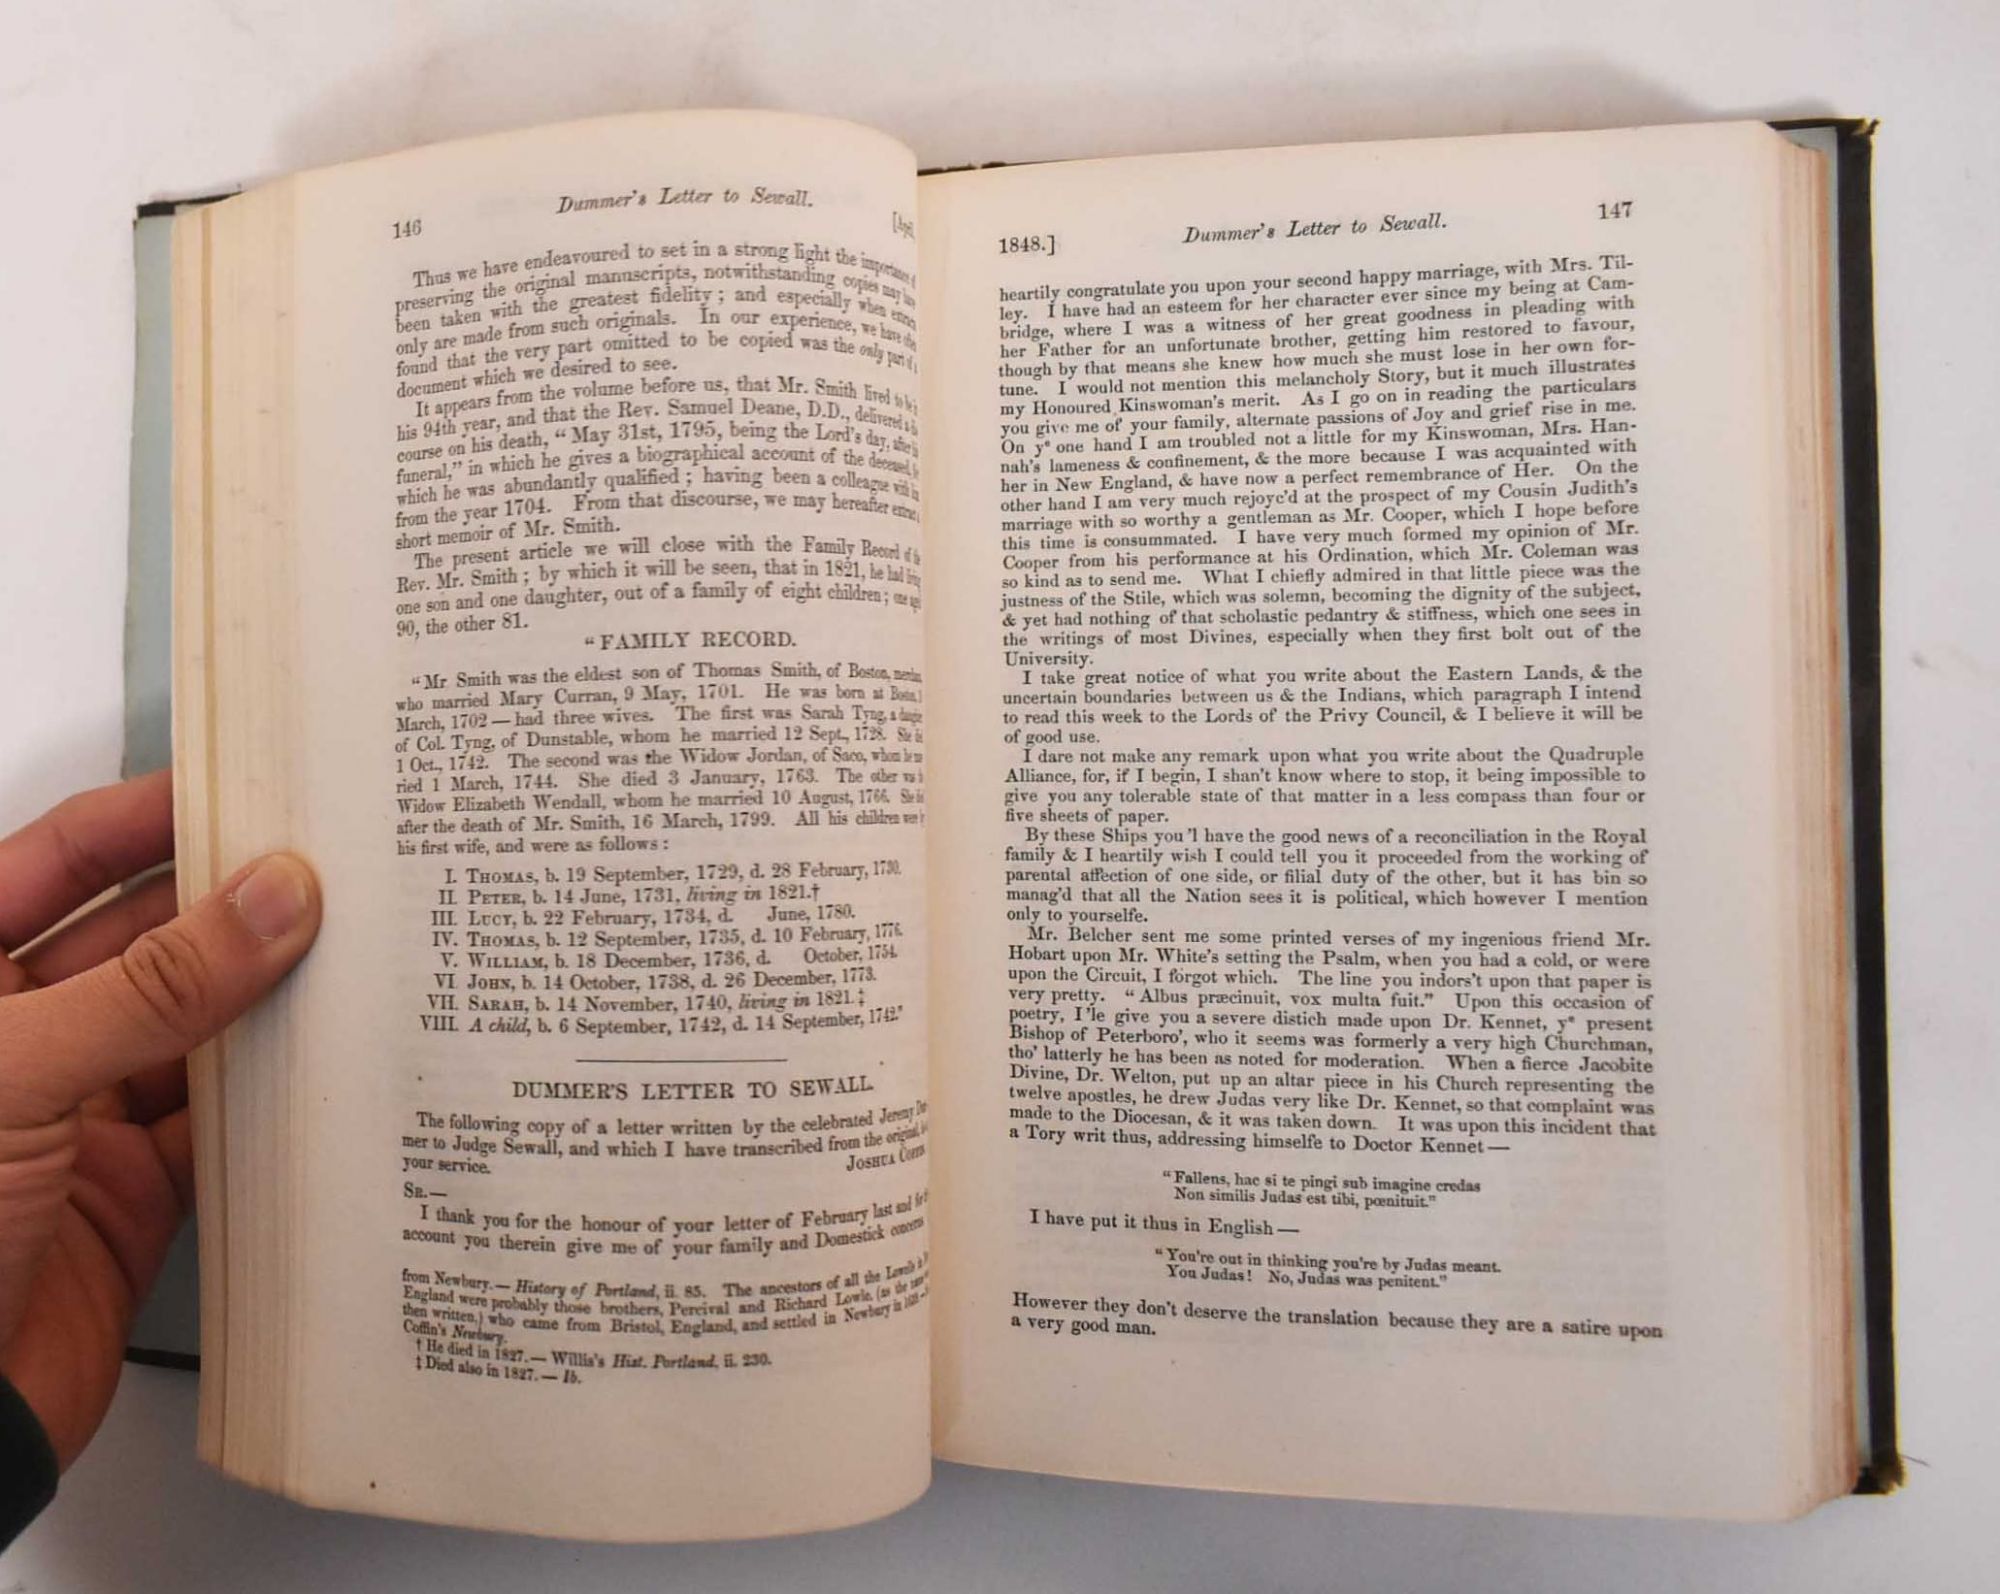 146
Dummer's Letter to Sewall.
[April,
Thus we have endeavoured to set in a strong light the importance of
preserving the original manuscripts, notwithstanding copies may have
been taken with the greatest fidelity; and especially when extracts
only are made from such originals. In our experience, we have often
found that the very part omitted to be copied was the only part of a
document which we desired to see.
It appears from the volume before us, that Mr. Smith lived to be in
his 94th year, and that the Rev. Samuel Deane, D.D., delivered a dis-
course on his death, "May 31st, 1795, being the Lord's day, after his
funeral," in which he gives a biographical account of the deceased, for
which he was abundantly qualified; having been a colleague with him
from the year 1704. From that discourse, we may hereafter extract a
short memoir of Mr. Smith.
The present article we will close with the Family Record of the
Rev. Mr. Smith; by which it will be seen, that in 1821, he had living
one son and one daughter, out of a family of eight children; one aged
90, the other 81.
"FAMILY RECORD.
"Mr Smith was the eldest son of Thomas Smith, of Boston,
who married Mary Curran, 9 May, 1701. He was born at Boston,
March, 1702 — had three wives. The first was Sarah Tyng, a daughter
of Col. Tyng, of Dunstable, whom he married 12 Sept., 1728. She died
1 Oct., 1742. The second was the Widow Jordan, of Saco, whom he mar-
ried 1 March, 1744. She died 3 January, 1763. The other was
Widow Elizabeth Wendall, whom he married 10 August, 1766. She died
after the death of Mr. Smith, 16 March, 1799. All his children were by
his first wife, and were as follows:
I. THOMAS, b. 19 September, 1729, d. 28 February, 1730.
II. PETER, b. 14 June, 1731, living in 1821.†
III. LUCY, b. 22 February, 1734, d. June, 1780.
IV. THOMAS, b. 12 September, 1735, d. 10 February, 1776.
V. WILLIAM, b. 18 December, 1736, d. October, 1754.
VI. JOHN, b. 14 October, 1738, d. 26 December, 1773.
VII. SARAH, b. 14 November, 1740, living in 1821.‡
VIII. A child, b. 6 September, 1742, d. 14 September, 1742."
DUMMER'S LETTER TO SEWALL.
The following copy of a letter written by the celebrated Jeremy Dum-
mer to Judge Sewall, and which I have transcribed from the original, is at
your service.
JOSHUA COFFIN.
SR.—
I thank you for the honour of your letter of February last and for the
account you therein give me of your family and Domestick concerns
from Newbury.— History of Portland, ii. 85. The ancestors of all the Lowells in New
England were probably those brothers, Percival and Richard Lowle, (as the name
then written,) who came from Bristol, England, and settled in Newbury in
Coffin's Newbury.
† He died in 1827.— Willis's Hist. Portland, ii. 230.
‡ Died also in 1827.— Ib.
1848.]
Dummer's Letter to Sewall.
147
heartily congratulate you upon your second happy marriage, with Mrs. Til-
ley. I have had an esteem for her character ever since my being at Cam-
bridge, where I was a witness of her great goodness in pleading with
her Father for an unfortunate brother, getting him restored to favour,
though by that means she knew how much she must lose in her own for-
tune. I would not mention this melancholy Story, but it much illustrates
my Honoured Kinswoman's merit. As I go on in reading the particulars
you give me of your family, alternate passions of Joy and grief rise in me.
On ye one hand I am troubled not a little for my Kinswoman, Mrs. Han-
nah's lameness & confinement, & the more because I was acquainted with
her in New England, & have now a perfect remembrance of Her. On the
other hand I am very much rejoyc'd at the prospect of my Cousin Judith's
marriage with so worthy a gentleman as Mr. Cooper, which I hope before
this time is consummated. I have very much formed my opinion of Mr.
Cooper from his performance at his Ordination, which Mr. Coleman was
so kind as to send me. What I chiefly admired in that little piece was the
justness of the Stile, which was solemn, becoming the dignity of the subject,
& yet had nothing of that scholastic pedantry & stiffness, which one sees in
the writings of most Divines, especially when they first bolt out of the
University.
I take great notice of what you write about the Eastern Lands, & the
uncertain boundaries between us & the Indians, which paragraph I intend
to read this week to the Lords of the Privy Council, & I believe it will be
of good use.
I dare not make any remark upon what you write about the Quadruple
Alliance, for, if I begin, I shan't know where to stop, it being impossible to
give you any tolerable state of that matter in a less compass than four or
five sheets of paper.
By these Ships you'l have the good news of a reconciliation in the Royal
family & I heartily wish I could tell you it proceeded from the working of
parental affection of one side, or filial duty of the other, but it has bin so
manag'd that all the Nation sees it is political, which however I mention
only to yourselfe.
Mr. Belcher sent me some printed verses of my ingenious friend Mr.
Hobart upon Mr. White's setting the Psalm, when you had a cold, or were
upon the Circuit, I forgot which. The line you indors't upon that paper is
very pretty. "Albus præcinuit, vox multa fuit." Upon this occasion of
poetry, I'le give you a severe distich made upon Dr. Kennet, ye present
Bishop of Peterboro', who it seems was formerly a very high Churchman,
tho' latterly he has been as noted for moderation. When a fierce Jacobite
Divine, Dr. Welton, put up an altar piece in his Church representing the
twelve apostles, he drew Judas very like Dr. Kennet, so that complaint was
made to the Diocesan, & it was taken down. It was upon this incident that
a Tory writ thus, addressing himselfe to Doctor Kennet—
"Fallens, hac si te pingi sub imagine credas
Non similis Judas est tibi, pœnituit."
I have put it thus in English—
"You're out in thinking you're by Judas meant.
You Judas! No, Judas was penitent."
However they don't deserve the translation because they are a satire upon
a very good man.